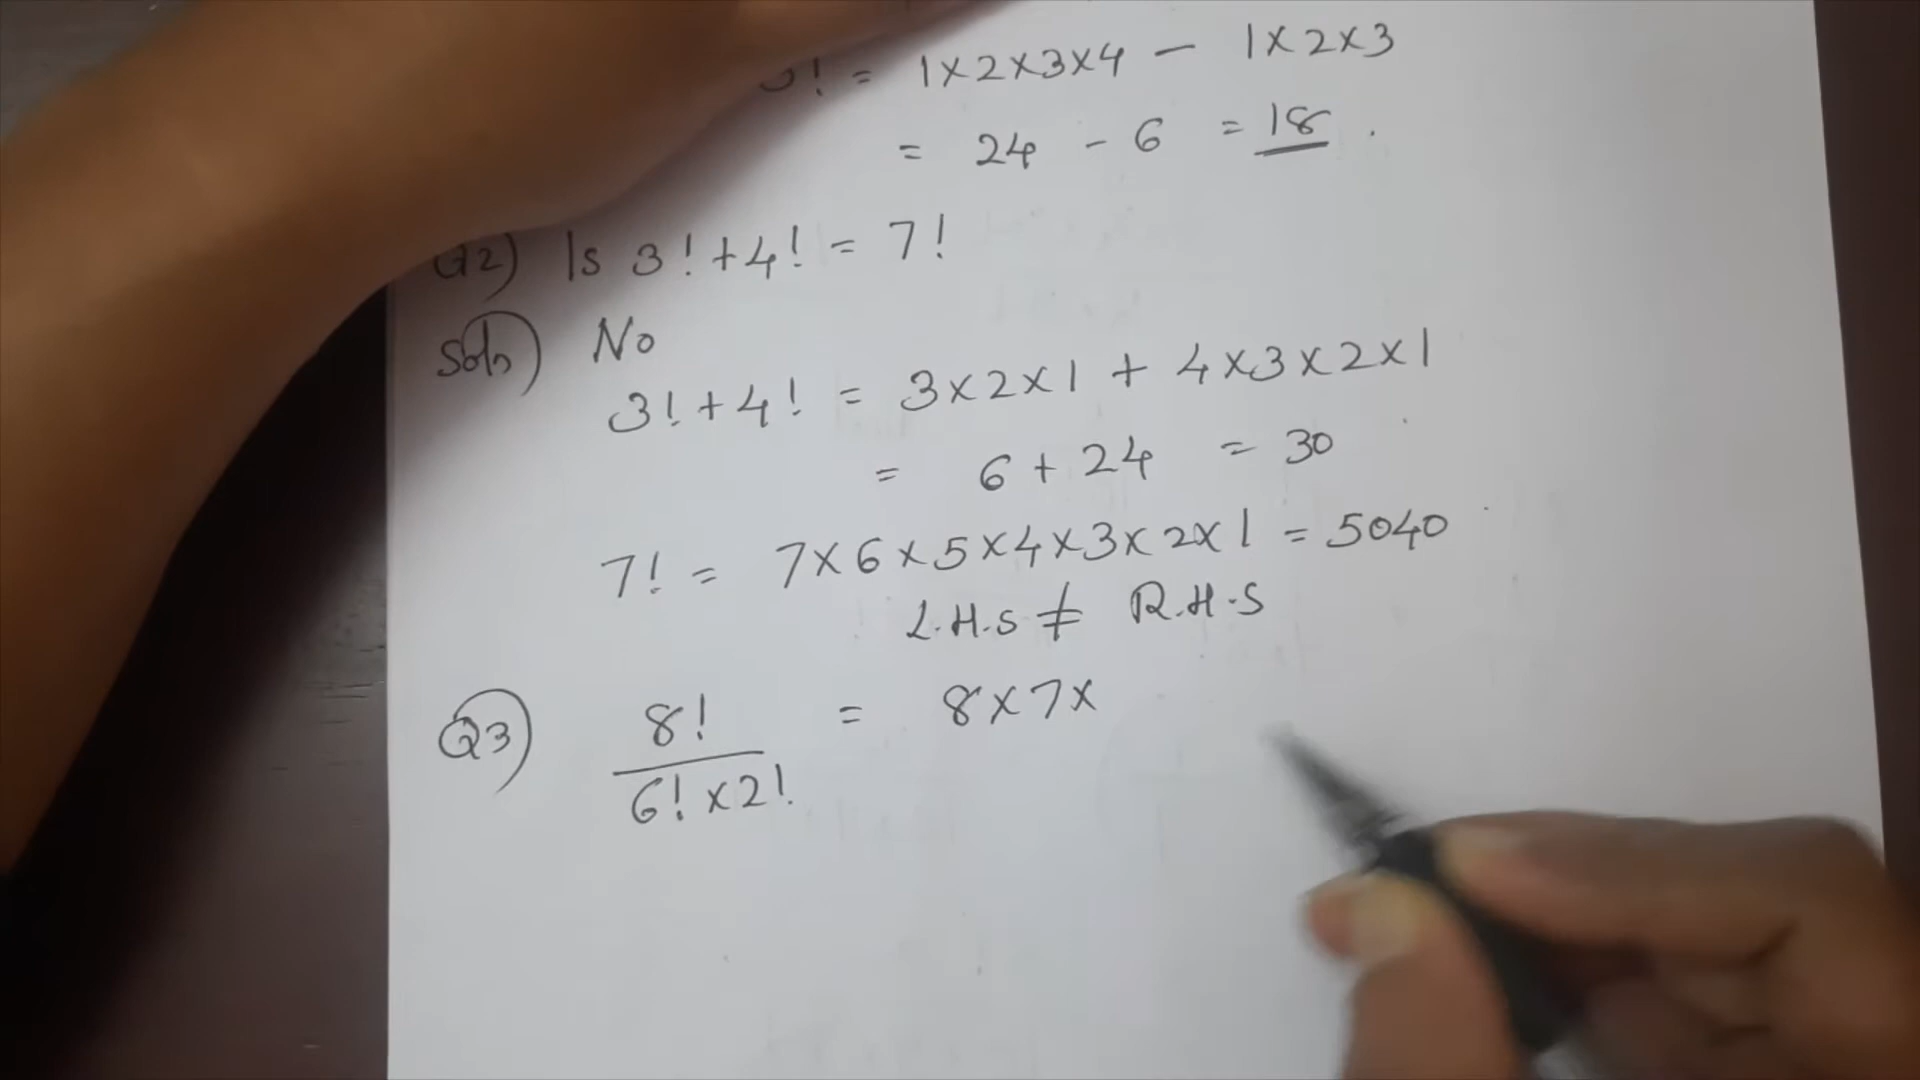 ! = 1×2×3×4 − 1×2×3
= 24 - 6 = 18 .
Q2) Is 3!+4! = 7!
Soln) No
3!+4! = 3×2×1 + 4×3×2×1
= 6 + 24 = 30
7! = 7×6×5×4×3×2×1 = 5040
L.H.S ≠ R.H.S
Q3) 8! = 8×7×
6!×2!